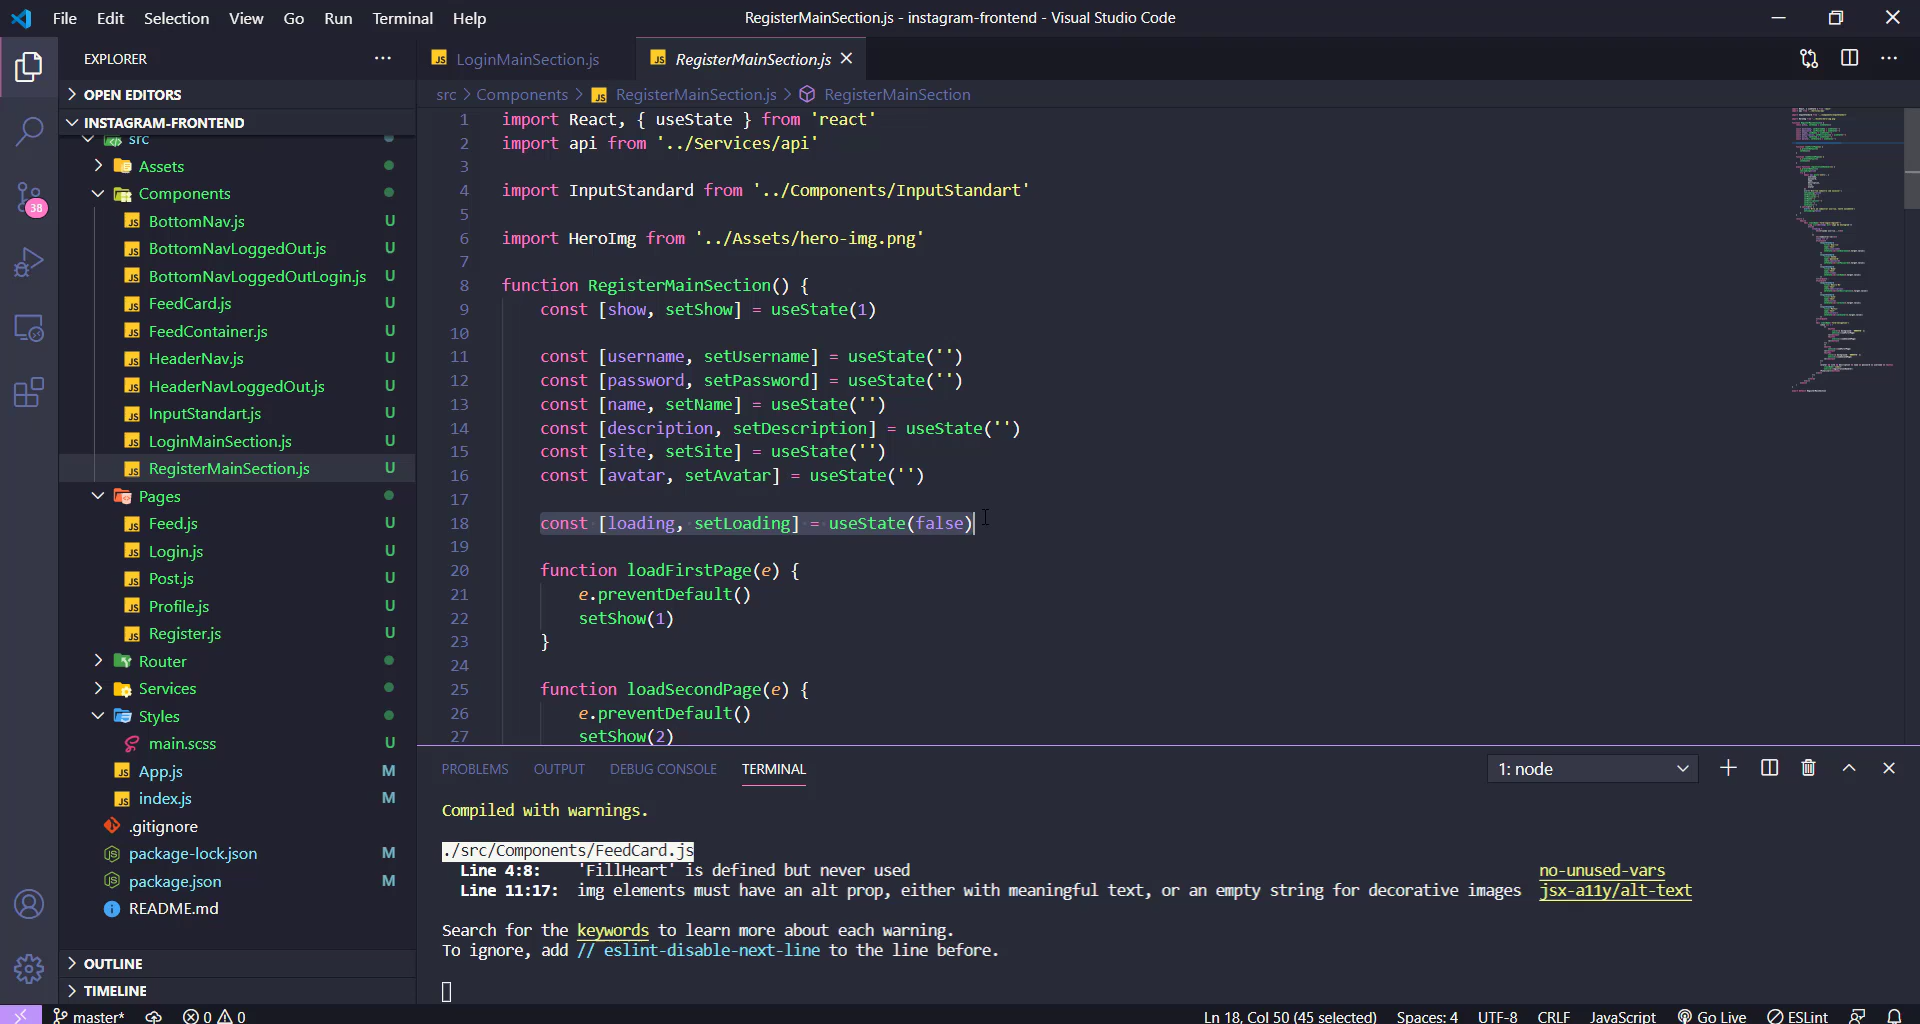 File Edit Selection View Go Run Terminal Help
RegisterMainSection.js - instagram-frontend - Visual Studio Code
EXPLORER
OPEN EDITORS
INSTAGRAM-FRONTEND
src
Assets
Components
BottomNav.js U
BottomNavLoggedOut.js U
BottomNavLoggedOutLogin.js U
FeedCard.js U
FeedContainer.js U
HeaderNav.js U
HeaderNavLoggedOut.js U
InputStandart.js U
LoginMainSection.js U
RegisterMainSection.js U
Pages
Feed.js U
Login.js U
Post.js U
Profile.js U
Register.js U
Router
Services
Styles
main.scss U
App.js M
index.js M
.gitignore
package-lock.json M
package.json M
README.md
OUTLINE
TIMELINE
38
LoginMainSection.js
RegisterMainSection.js
src > Components > RegisterMainSection.js > RegisterMainSection
1 import React, { useState } from 'react'
2 import api from '../Services/api'
3
4 import InputStandard from '../Components/InputStandart'
5
6 import HeroImg from '../Assets/hero-img.png'
7
8 function RegisterMainSection() {
9 const [show, setShow] = useState(1)
10
11 const [username, setUsername] = useState('')
12 const [password, setPassword] = useState('')
13 const [name, setName] = useState('')
14 const [description, setDescription] = useState('')
15 const [site, setSite] = useState('')
16 const [avatar, setAvatar] = useState('')
17
18 const [loading, setLoading] = useState(false)
19
20 function loadFirstPage(e) {
21 e.preventDefault()
22 setShow(1)
23 }
24
25 function loadSecondPage(e) {
26 e.preventDefault()
27 setShow(2)
PROBLEMS OUTPUT DEBUG CONSOLE TERMINAL
1: node
Compiled with warnings.
./src/Components/FeedCard.js
Line 4:8: 'FillHeart' is defined but never used no-unused-vars
Line 11:17: img elements must have an alt prop, either with meaningful text, or an empty string for decorative images jsx-a11y/alt-text
Search for the keywords to learn more about each warning.
To ignore, add // eslint-disable-next-line to the line before.
master* 0 0
Ln 18, Col 50 (45 selected) Spaces: 4 UTF-8 CRLF JavaScript Go Live ESLint